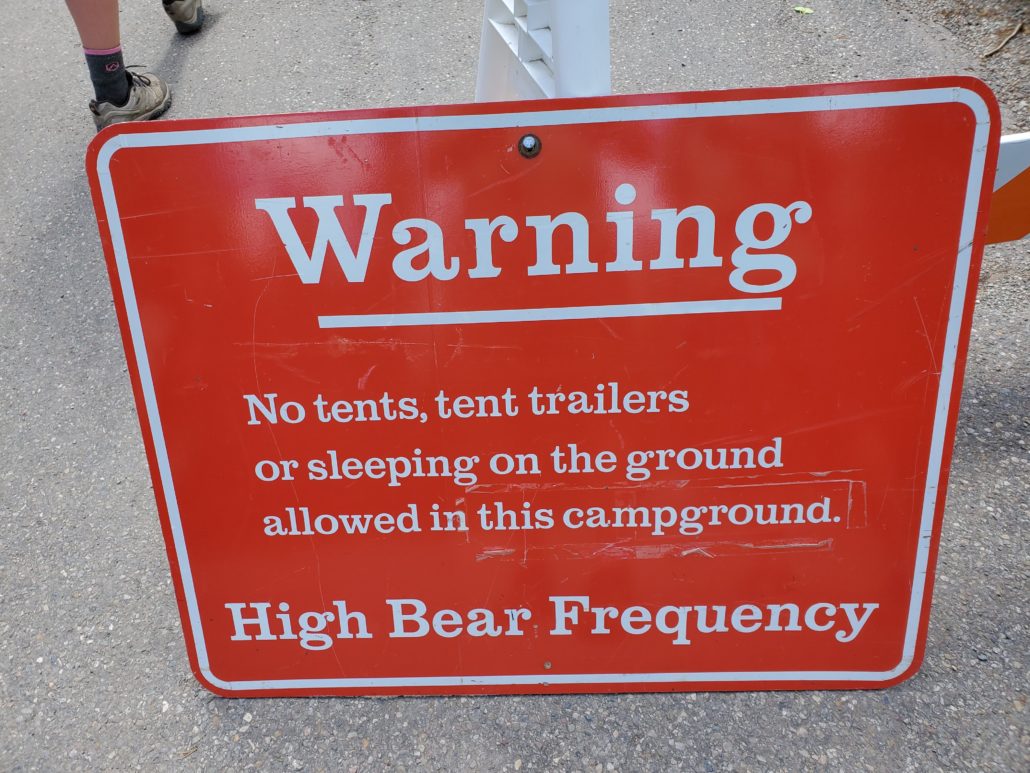 Warning
No tents, tent trailers
or sleeping on the ground
allowed in this campground.
High Bear Frequency